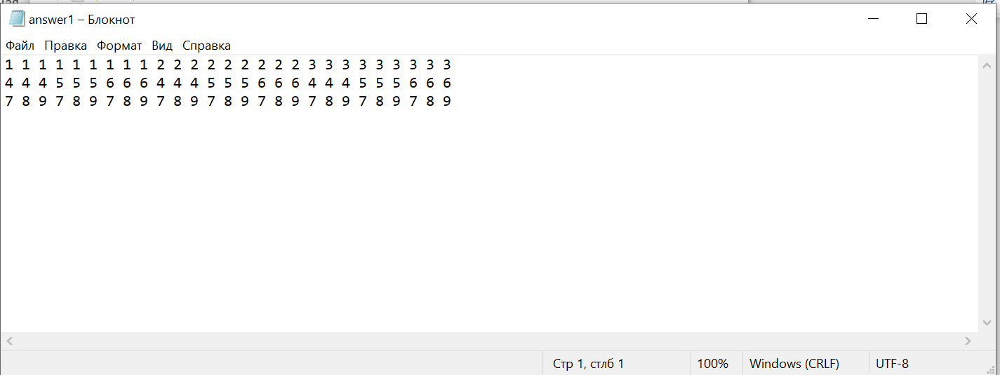 answer1 – Блокнот
Файл Правка Формат Вид Справка
1 1 1 1 1 1 1 1 1 2 2 2 2 2 2 2 2 2 3 3 3 3 3 3 3 3 3
4 4 4 5 5 5 6 6 6 4 4 4 5 5 5 6 6 6 4 4 4 5 5 5 6 6 6
7 8 9 7 8 9 7 8 9 7 8 9 7 8 9 7 8 9 7 8 9 7 8 9 7 8 9
Стр 1, стлб 1 100% Windows (CRLF) UTF-8